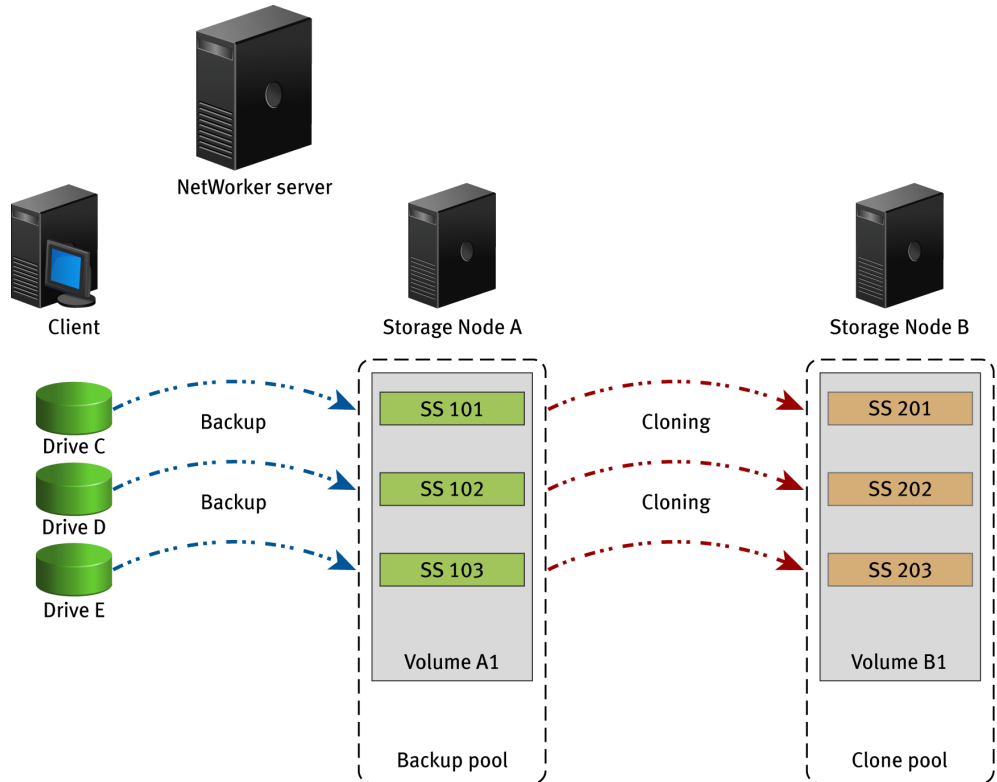 NetWorker server
Client
Storage Node A
Storage Node B
SS 101
SS 201
Backup
Cloning
Drive C
SS 102
SS 202
Backup
Cloning
Drive D
SS 103
SS 203
Drive E
Volume A1
Volume B1
Backup pool
Clone pool